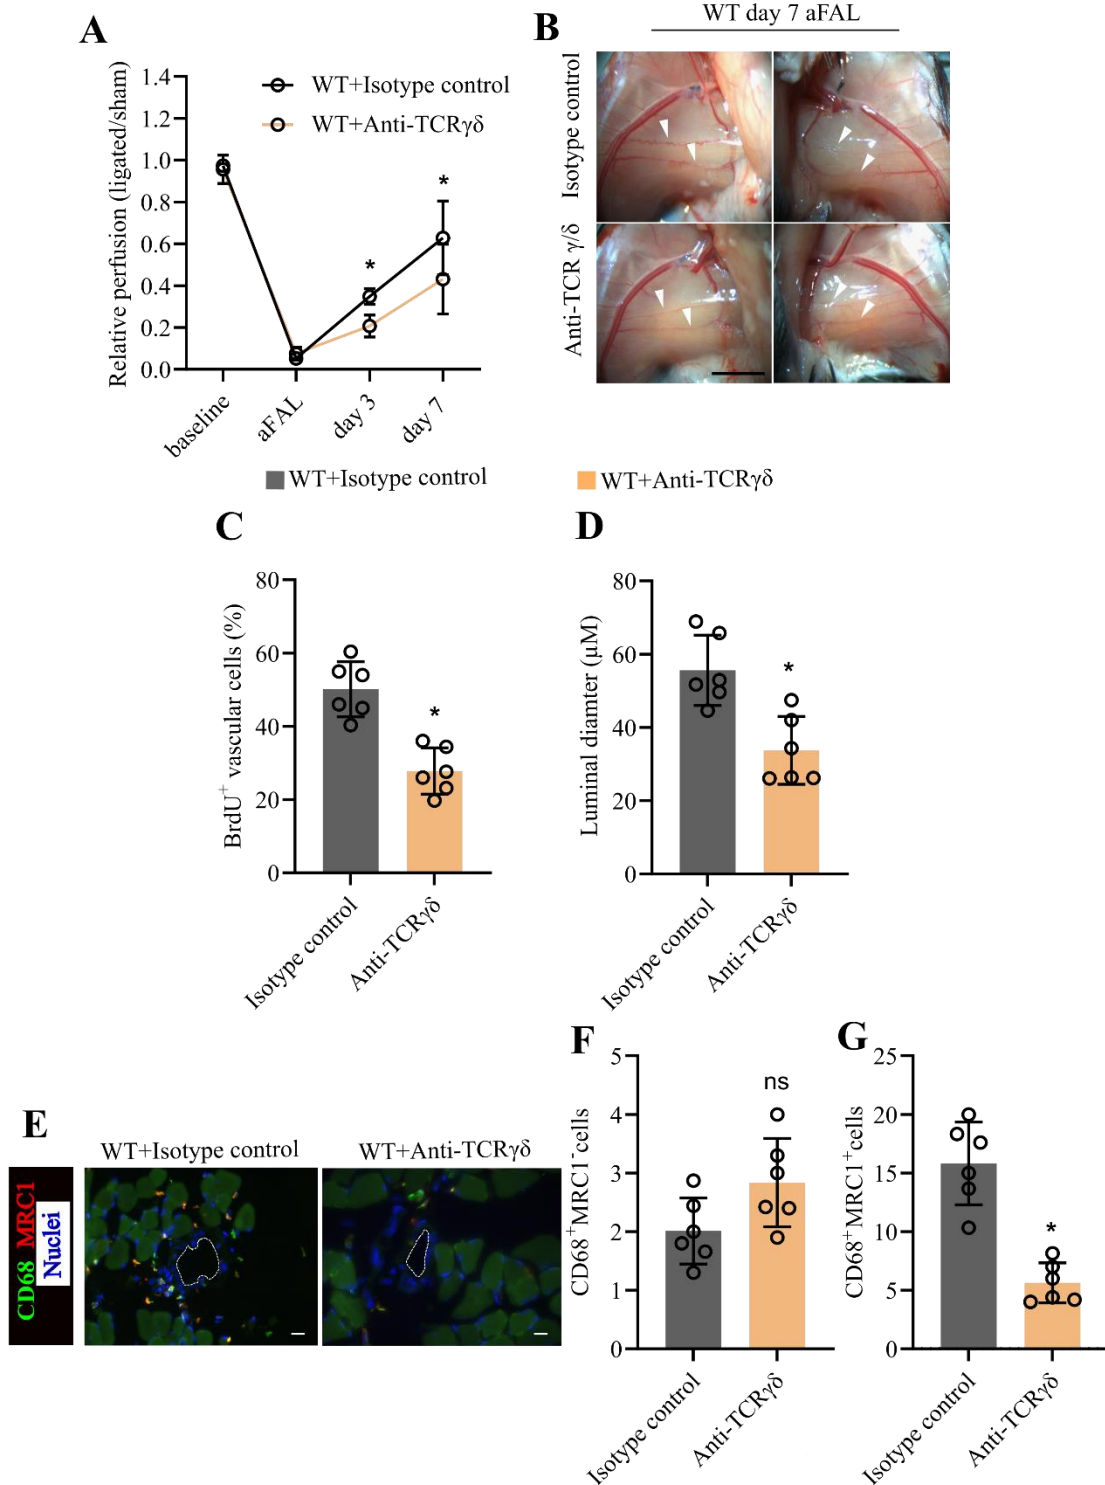 A
Relative perfusion (ligated/sham)
1.4
1.2
1.0
0.8
0.6
0.4
0.2
0.0
WT+Isotype control
WT+Anti-TCRγδ
*
*
baseline
aFAL
day 3
day 7
B
WT day 7 aFAL
Isotype control
Anti-TCR γ/δ
WT+Isotype control
WT+Anti-TCRγδ
C
BrdU⁺ vascular cells (%)
80
60
40
20
0
*
Isotype control
Anti-TCRγδ
D
Luminal diamter (μM)
80
60
40
20
0
*
Isotype control
Anti-TCRγδ
E
CD68 MRC1
Nuclei
WT+Isotype control
WT+Anti-TCRγδ
F
CD68⁺MRC1⁻cells
5
4
3
2
1
0
ns
Isotype control
Anti-TCRγδ
G
CD68⁺MRC1⁺cells
25
20
15
10
5
0
*
Isotype control
Anti-TCRγδ